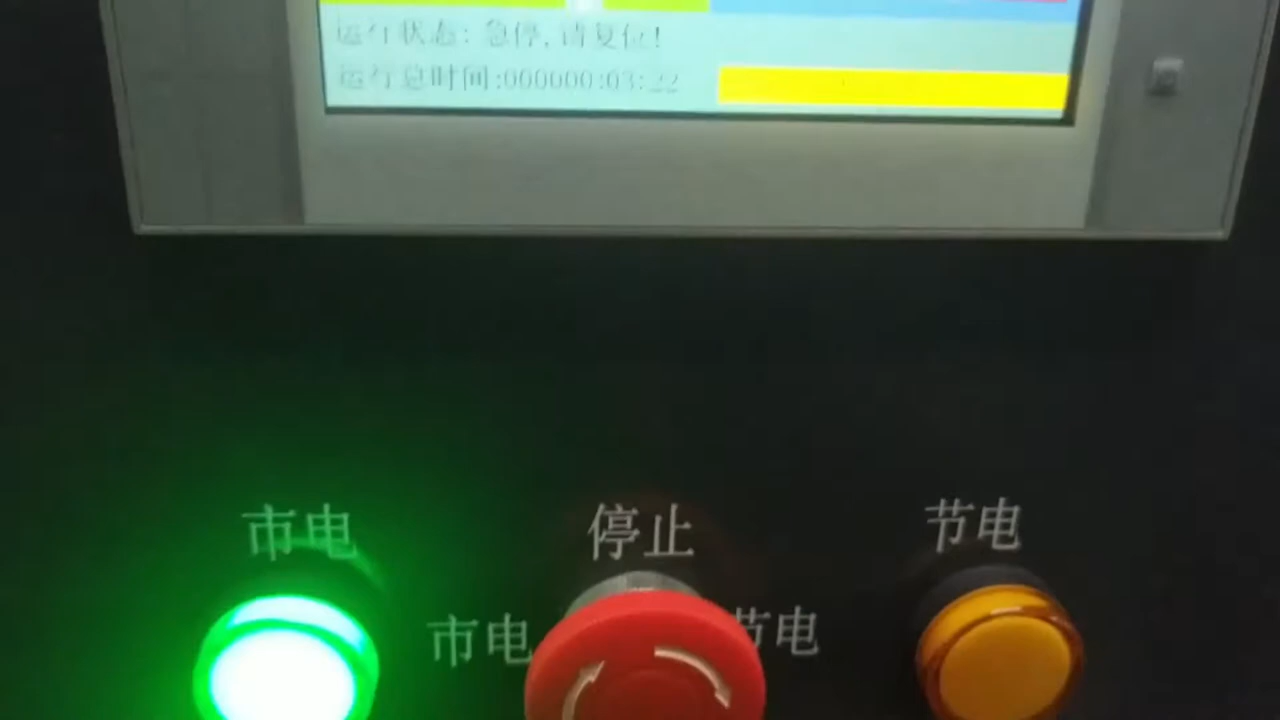 运行状态: 急停,请复位!
运行总时间:000000:03:22
市电
停止
节电
市电
节电